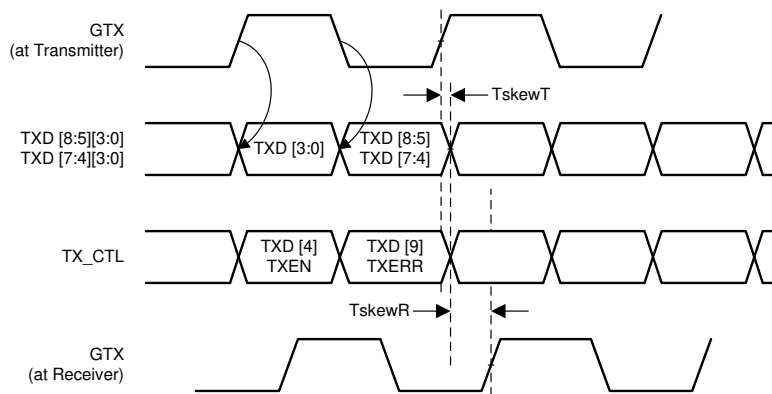 GTX
(at Transmitter)
TskewT
TXD [8:5][3:0]
TXD [7:4][3:0]
TXD [3:0]
TXD [8:5]
TXD [7:4]
TX_CTL
TXD [4]
TXEN
TXD [9]
TXERR
TskewR
GTX
(at Receiver)